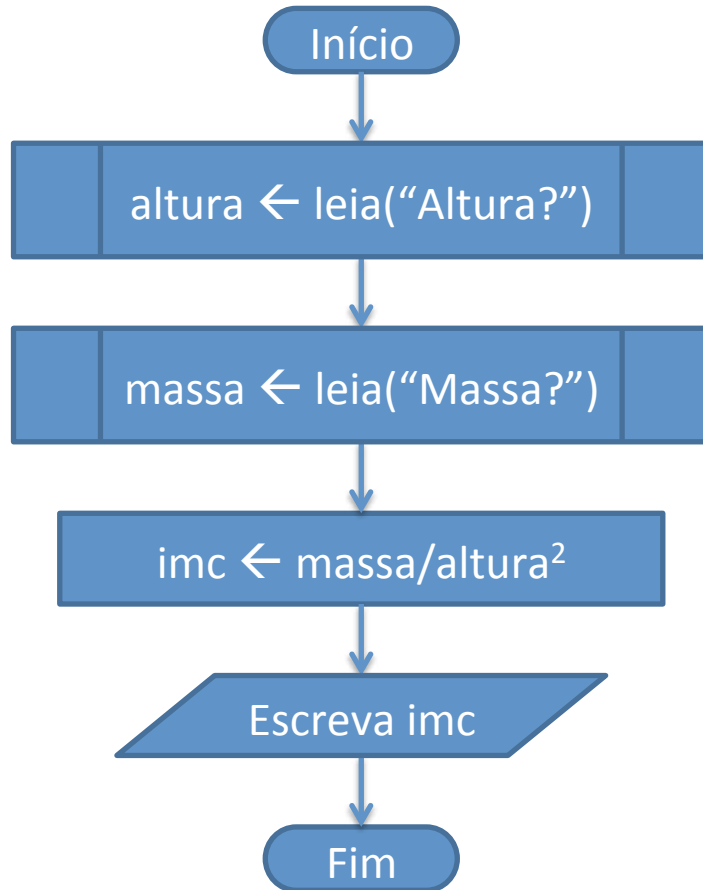 Início
altura ← leia(“Altura?”)
massa ← leia(“Massa?”)
imc ← massa/altura²
Escreva imc
Fim